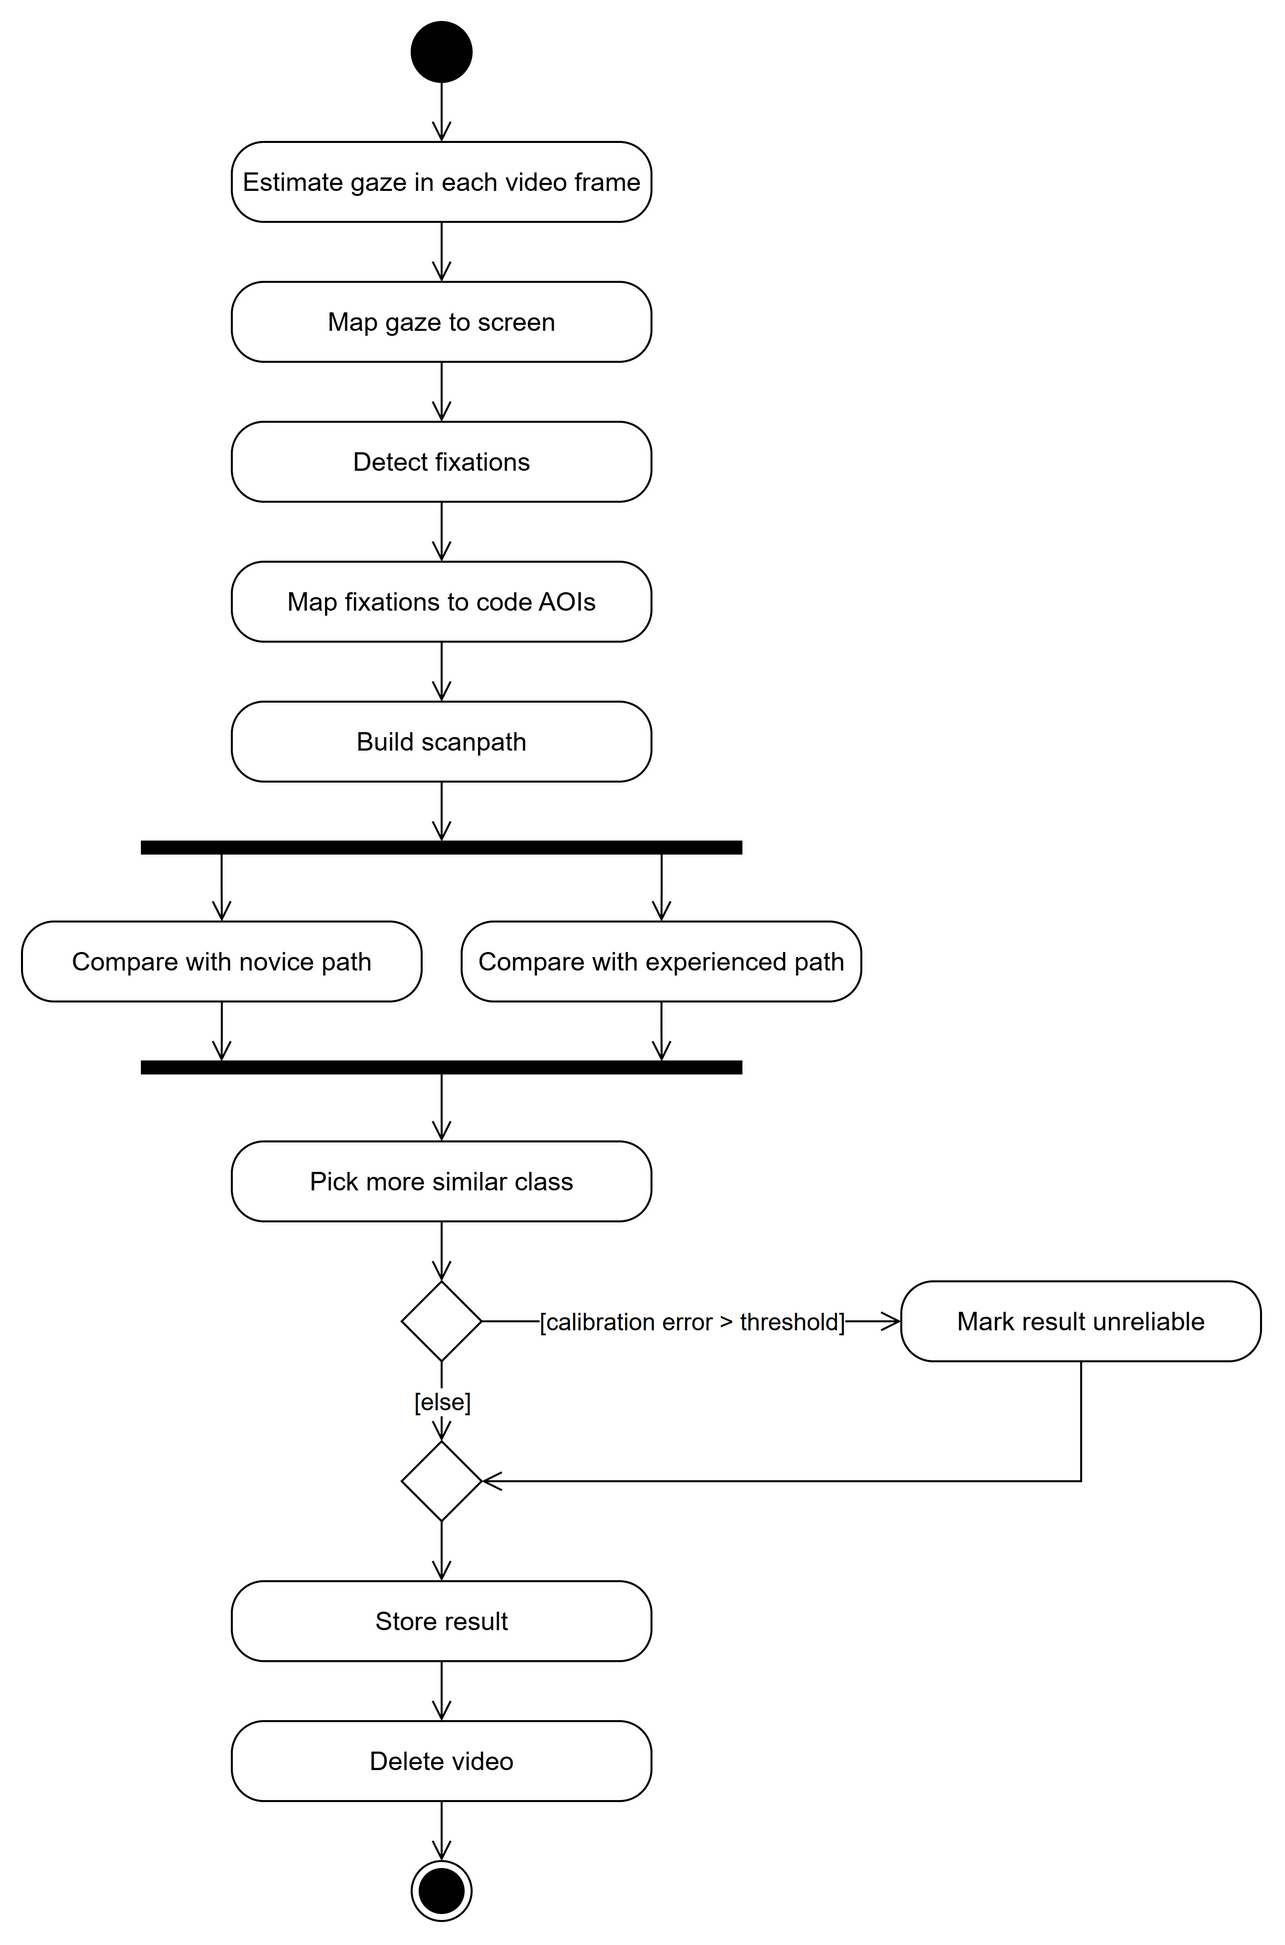 Estimate gaze in each video frame
Map gaze to screen
Detect fixations
Map fixations to code AOIs
Build scanpath
Compare with novice path
Compare with experienced path
Pick more similar class
[calibration error > threshold]
Mark result unreliable
[else]
Store result
Delete video